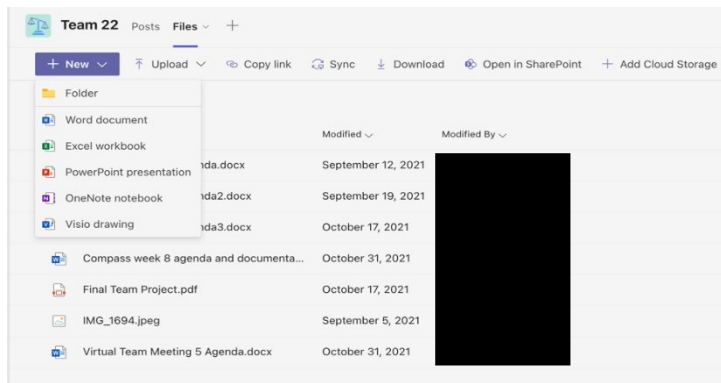 Team 22 Posts Files
New Upload Copy link Sync Download Open in SharePoint Add Cloud Storage
Folder
Word document
Excel workbook
PowerPoint presentation
OneNote notebook
Visio drawing
Modified Modified By
nda.docx September 12, 2021
nda2.docx September 19, 2021
nda3.docx October 17, 2021
Compass week 8 agenda and documenta... October 31, 2021
Final Team Project.pdf October 17, 2021
IMG_1694.jpeg September 5, 2021
Virtual Team Meeting 5 Agenda.docx October 31, 2021